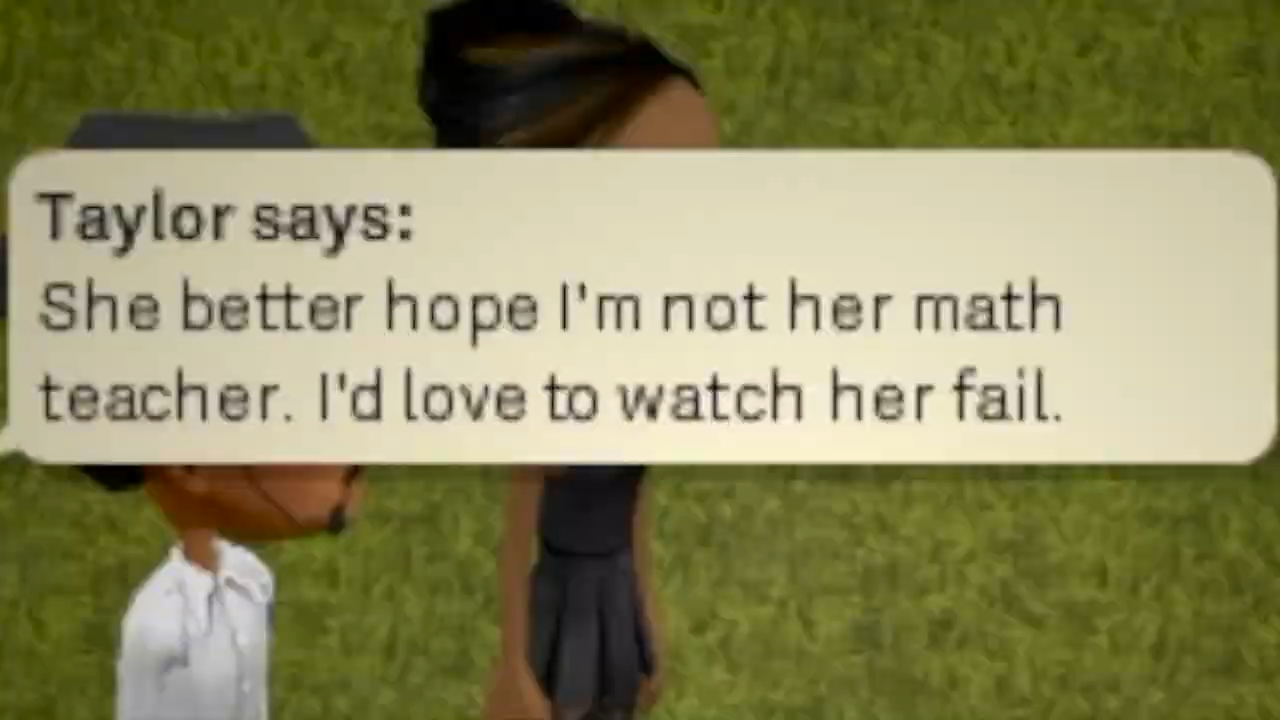 Taylor says:
She better hope I'm not her math
teacher. I'd love to watch her fail.